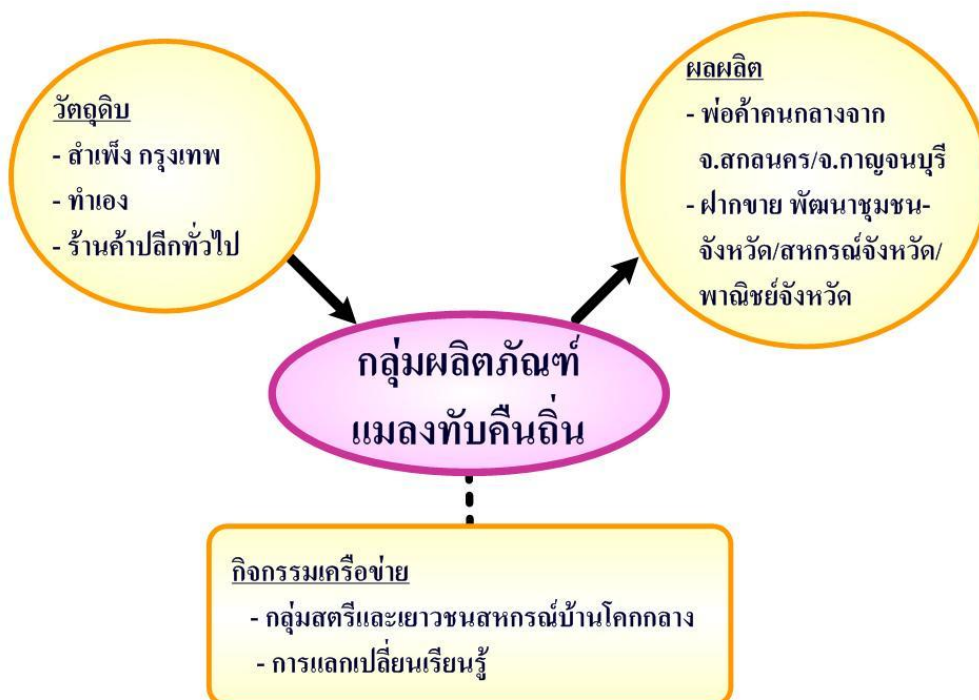 วัตถุดิบ
- สำเพ็ง กรุงเทพ
- ทำเอง
- ร้านค้าปลีกทั่วไป
ผลผลิต
- พ่อค้าคนกลางจาก
จ.สกลนคร/จ.กาญจนบุรี
- ฝากขาย พัฒนาชุมชน-
จังหวัด/สหกรณ์จังหวัด/
พาณิชย์จังหวัด
กลุ่มผลิตภัณฑ์
แมลงทับคืนถิ่น
กิจกรรมเครือข่าย
- กลุ่มสตรีและเยาวชนสหกรณ์บ้านโคกกลาง
- การแลกเปลี่ยนเรียนรู้